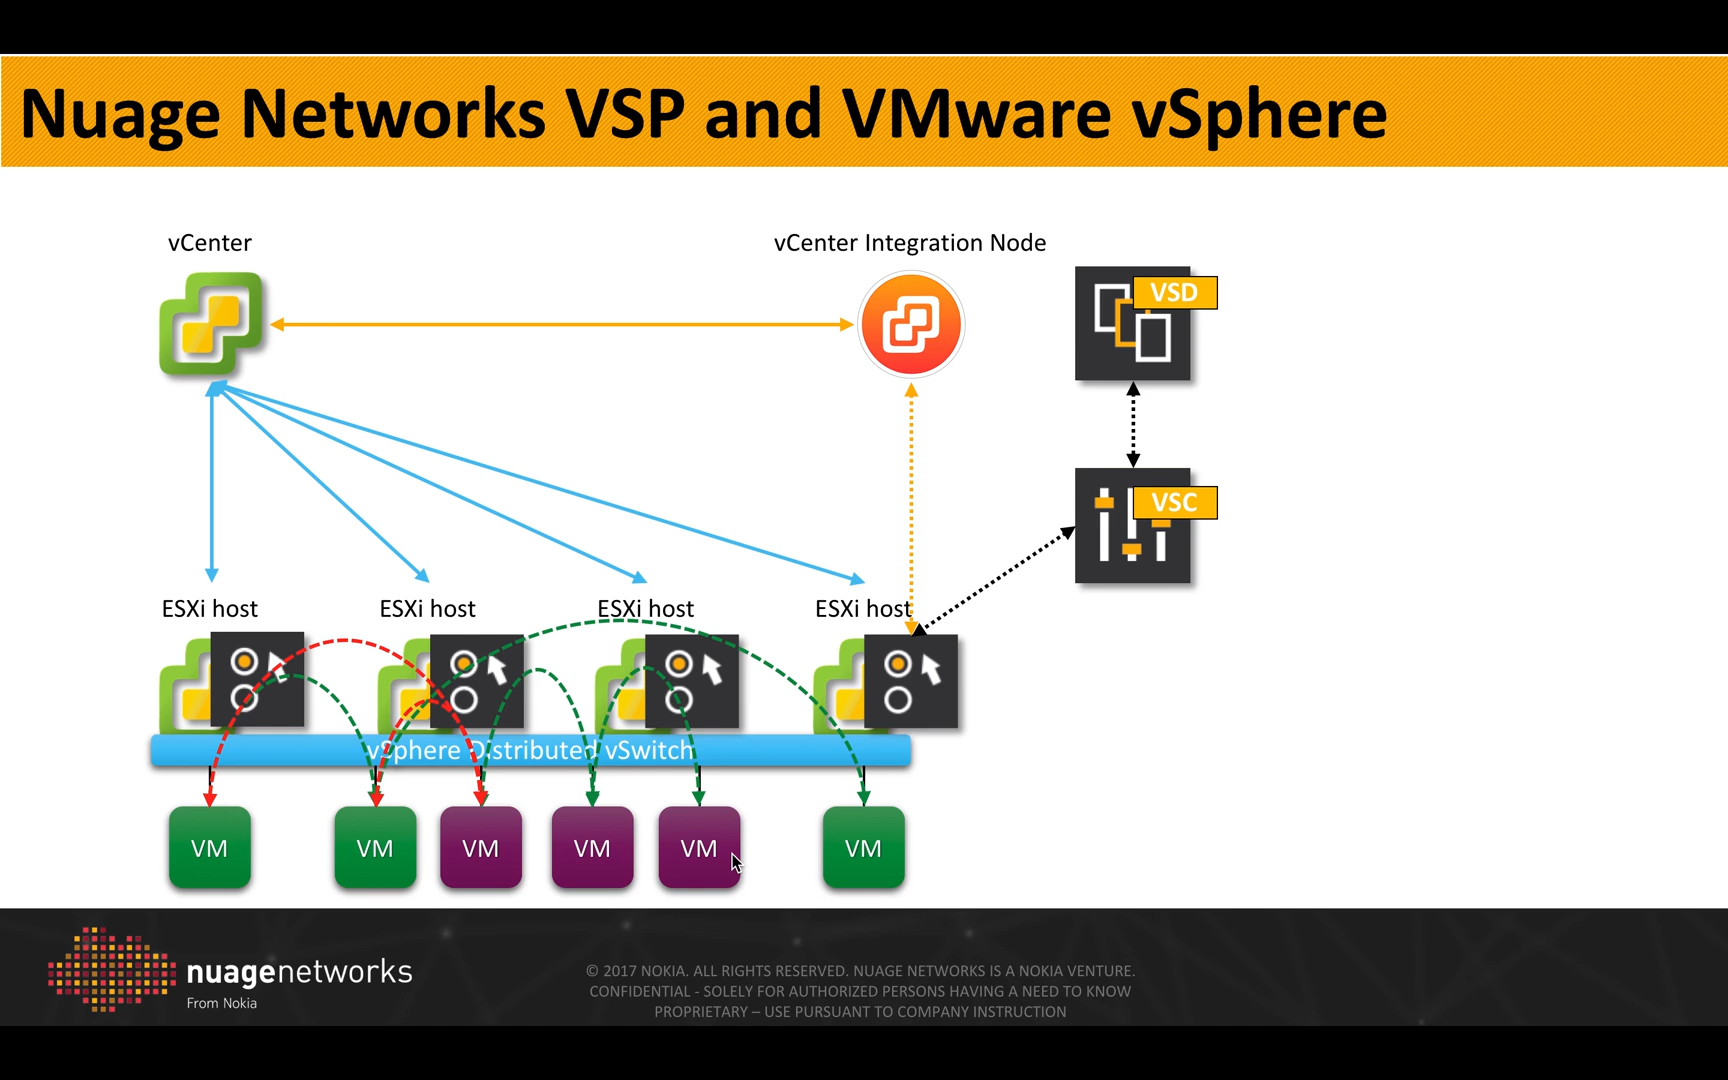 Nuage Networks VSP and VMware vSphere
vCenter
vCenter Integration Node
VSD
VSC
ESXi host
ESXi host
ESXi host
ESXi host
vSphere Distributed vSwitch
VM
VM
VM
VM
VM
VM
nuagenetworks
From Nokia
© 2017 NOKIA. ALL RIGHTS RESERVED. NUAGE NETWORKS IS A NOKIA VENTURE.
CONFIDENTIAL - SOLELY FOR AUTHORIZED PERSONS HAVING A NEED TO KNOW
PROPRIETARY – USE PURSUANT TO COMPANY INSTRUCTION